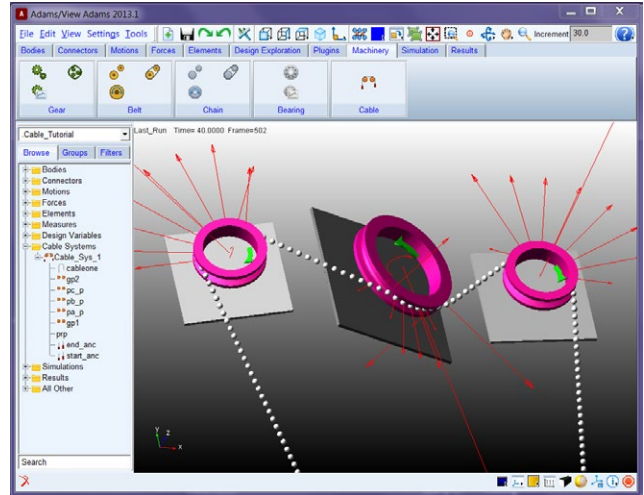 Adams/View Adams 2013.1
File Edit View Settings Tools Increment 30.0
Bodies Connectors Motions Forces Elements Design Exploration Plugins Machinery Simulation Results
Gear Belt Chain Bearing Cable
.Cable_Tutorial
Last_Run Time= 40.0000 Frame=502
Browse Groups Filters
Bodies
Connectors
Motions
Forces
Elements
Measures
Design Variables
Cable Systems
Cable_Sys_1
cableone
gp2
pc_p
pb_p
pa_p
gp1
prp
end_anc
start_anc
Simulations
Results
All Other
Y Z
X
Search